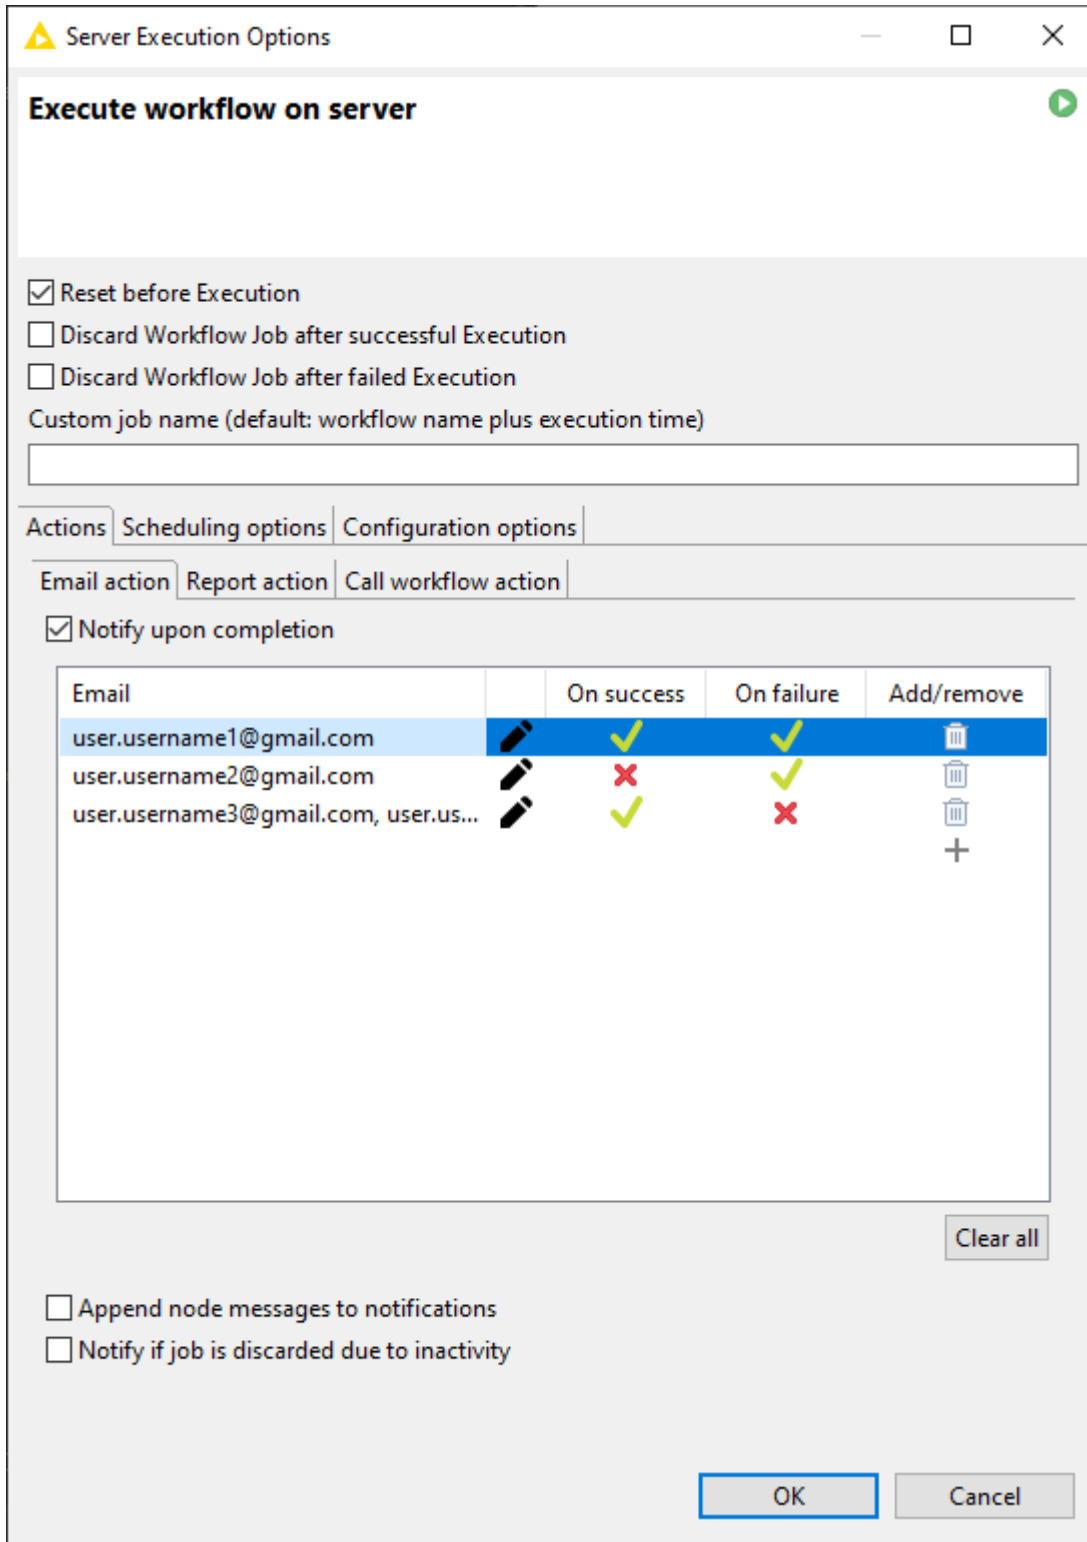 Server Execution Options
Execute workflow on server
Reset before Execution
Discard Workflow Job after successful Execution
Discard Workflow Job after failed Execution
Custom job name (default: workflow name plus execution time)
Actions Scheduling options Configuration options
Email action Report action Call workflow action
Notify upon completion
Email On success On failure Add/remove
user.username1@gmail.com
user.username2@gmail.com
user.username3@gmail.com, user.us...
Clear all
Append node messages to notifications
Notify if job is discarded due to inactivity
OK Cancel